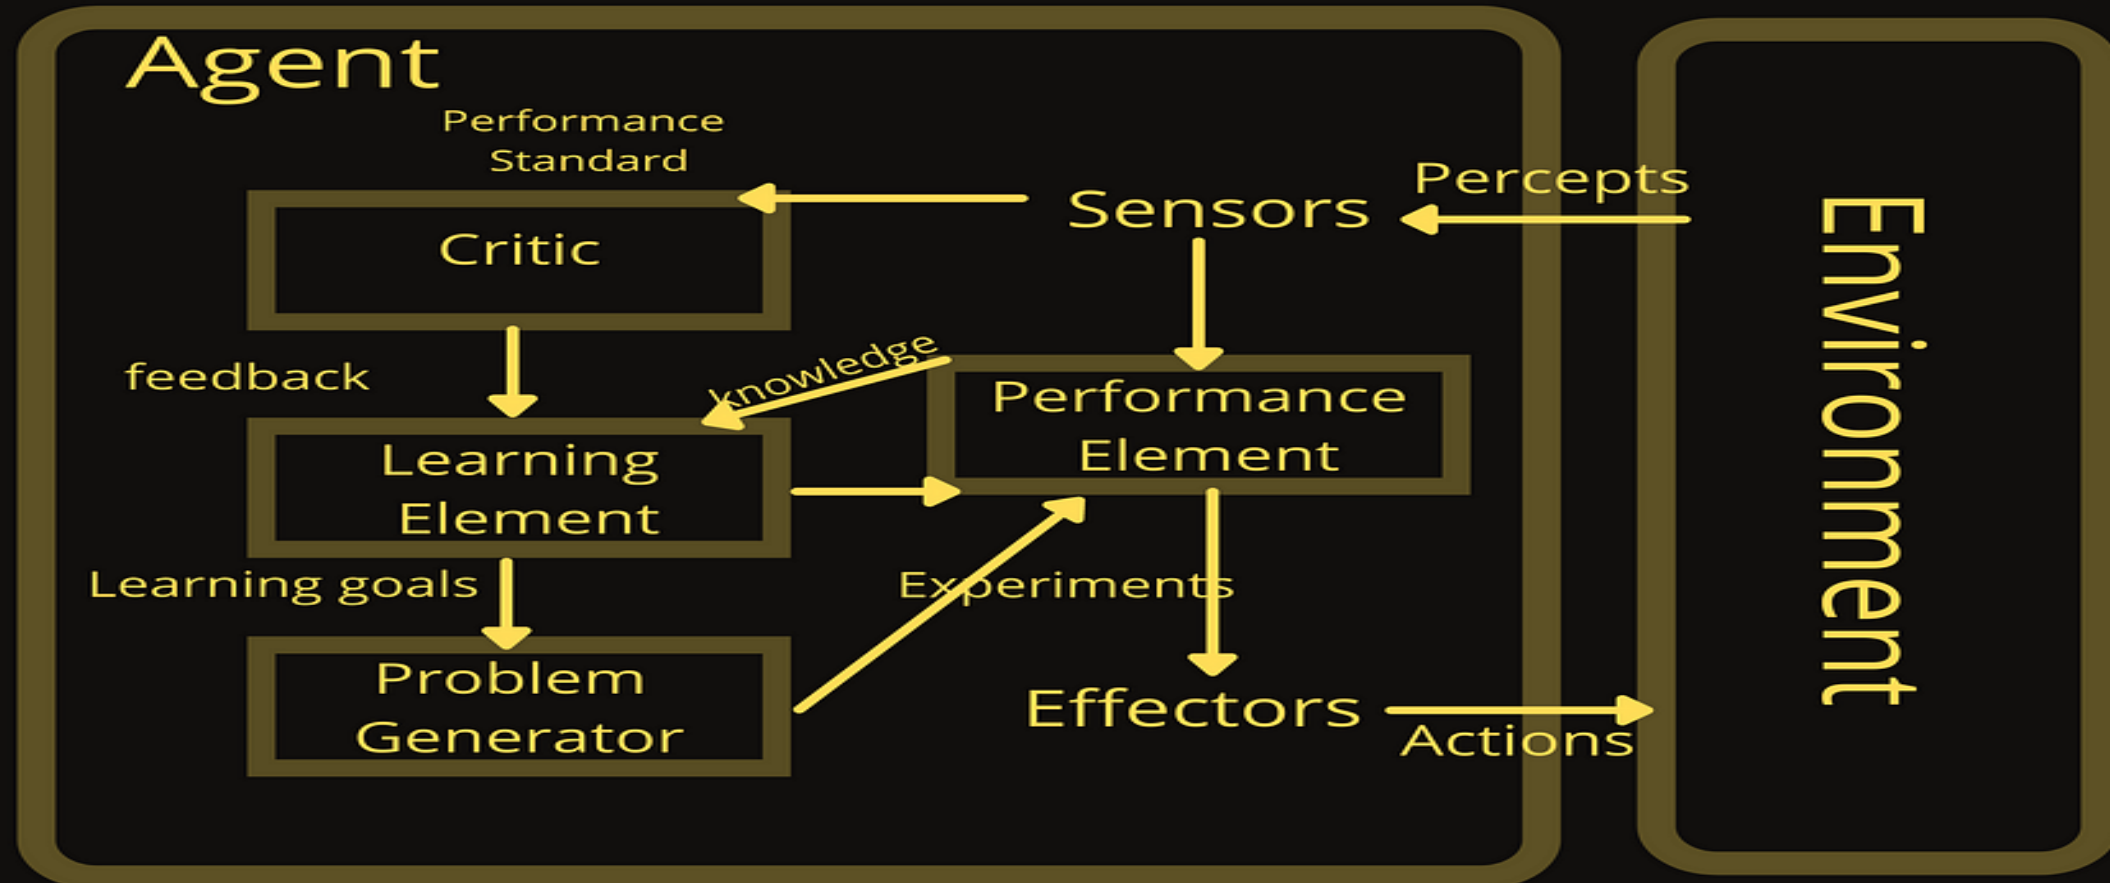 Agent
Performance
Standard
Percepts
Sensors
Critic
knowledge
feedback
Performance
Element
Learning
Element
Learning goals
Experiments
Problem
Generator
Effectors
Actions
Environment